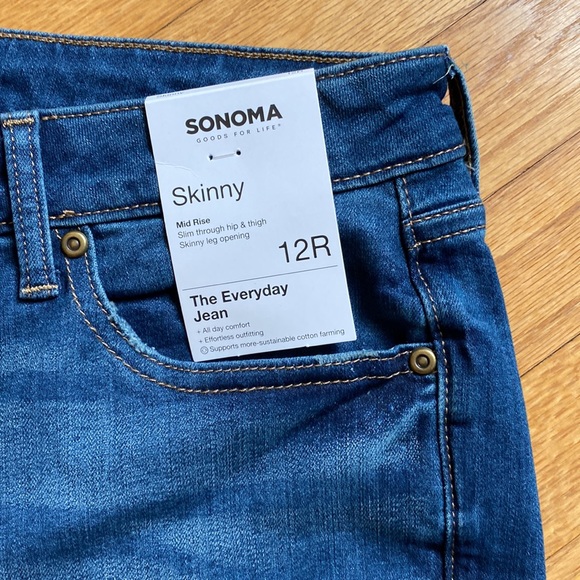 SONOMA
GOODS FOR LIFE
Skinny
Mid Rise
Slim through hip & thigh
Skinny leg opening
12R
The Everyday
Jean
+ All day comfort
+ Effortless outfitting
Supports more-sustainable cotton farming